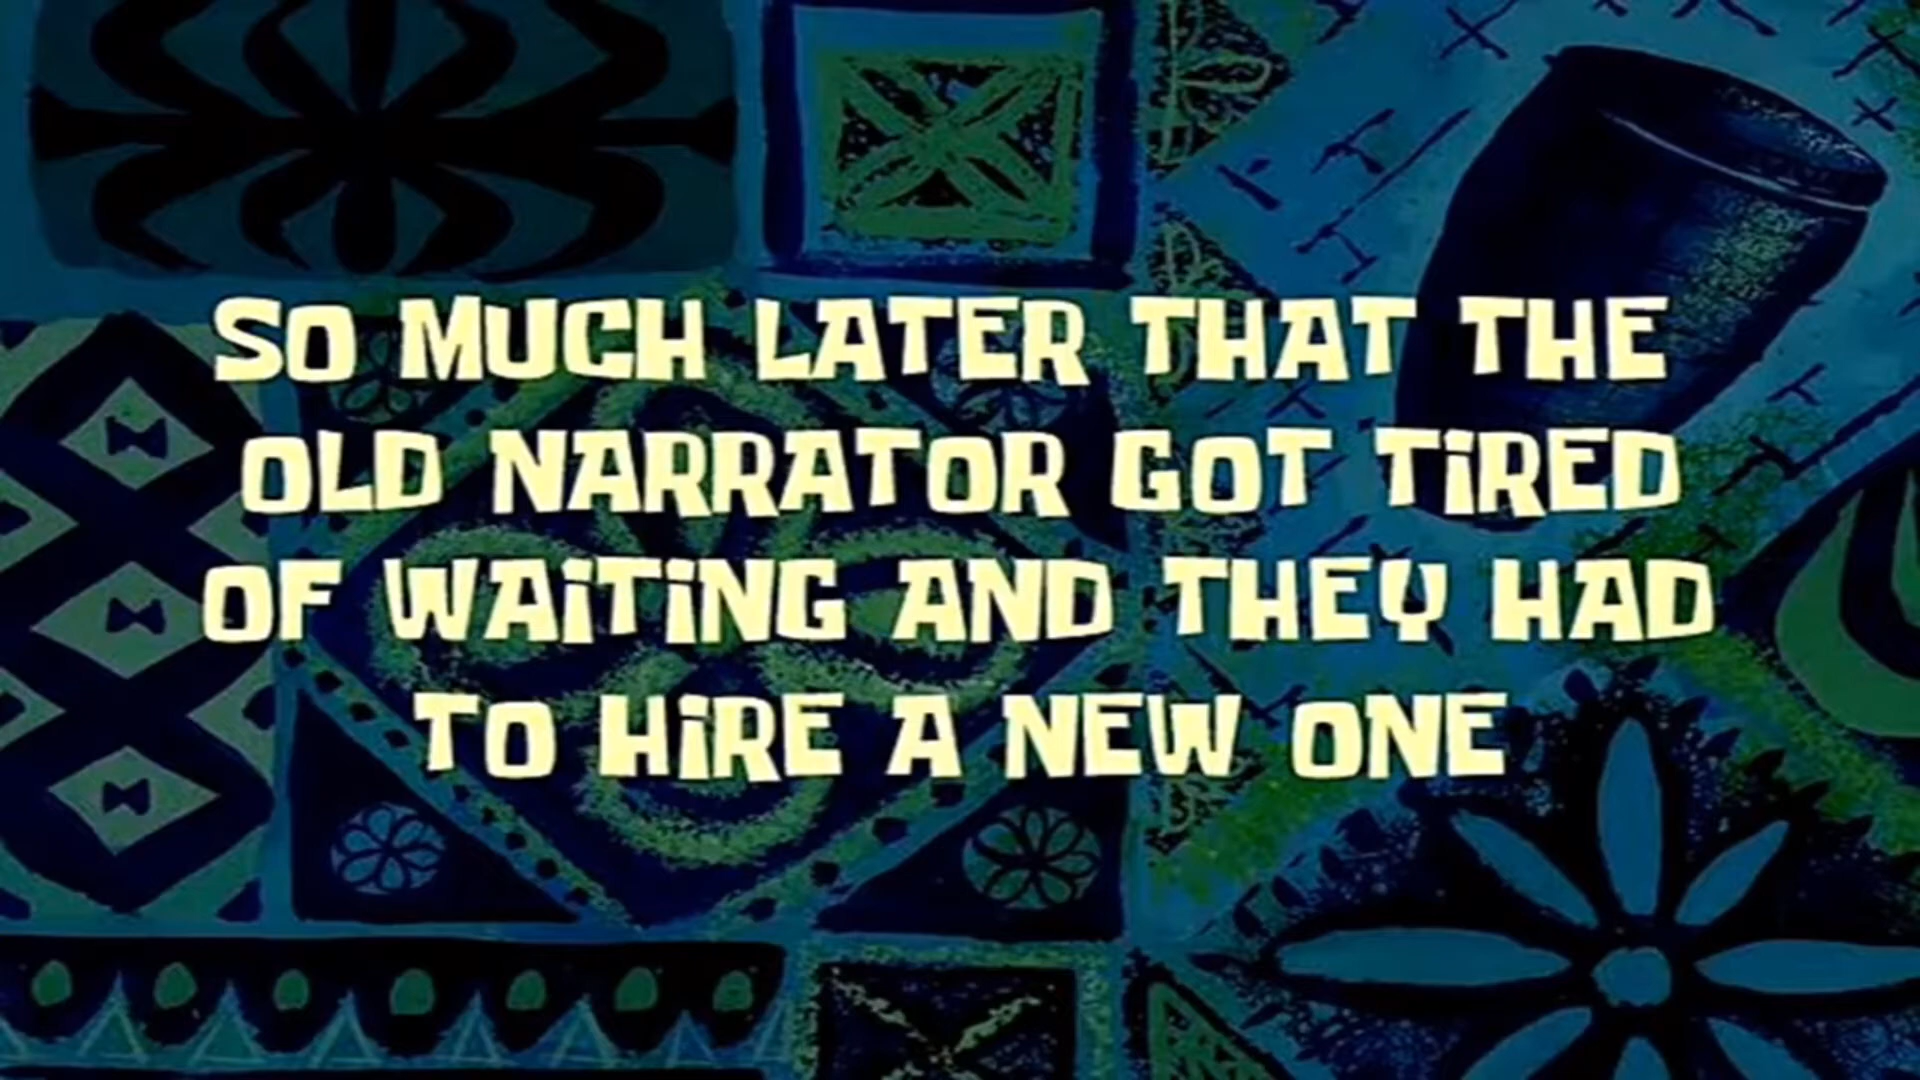 SO MUCH LATER THAT THE
OLD NARRATOR GOT TiRED
OF WAiTiNG AND THEY HAD
TO HiRE A NEW ONE